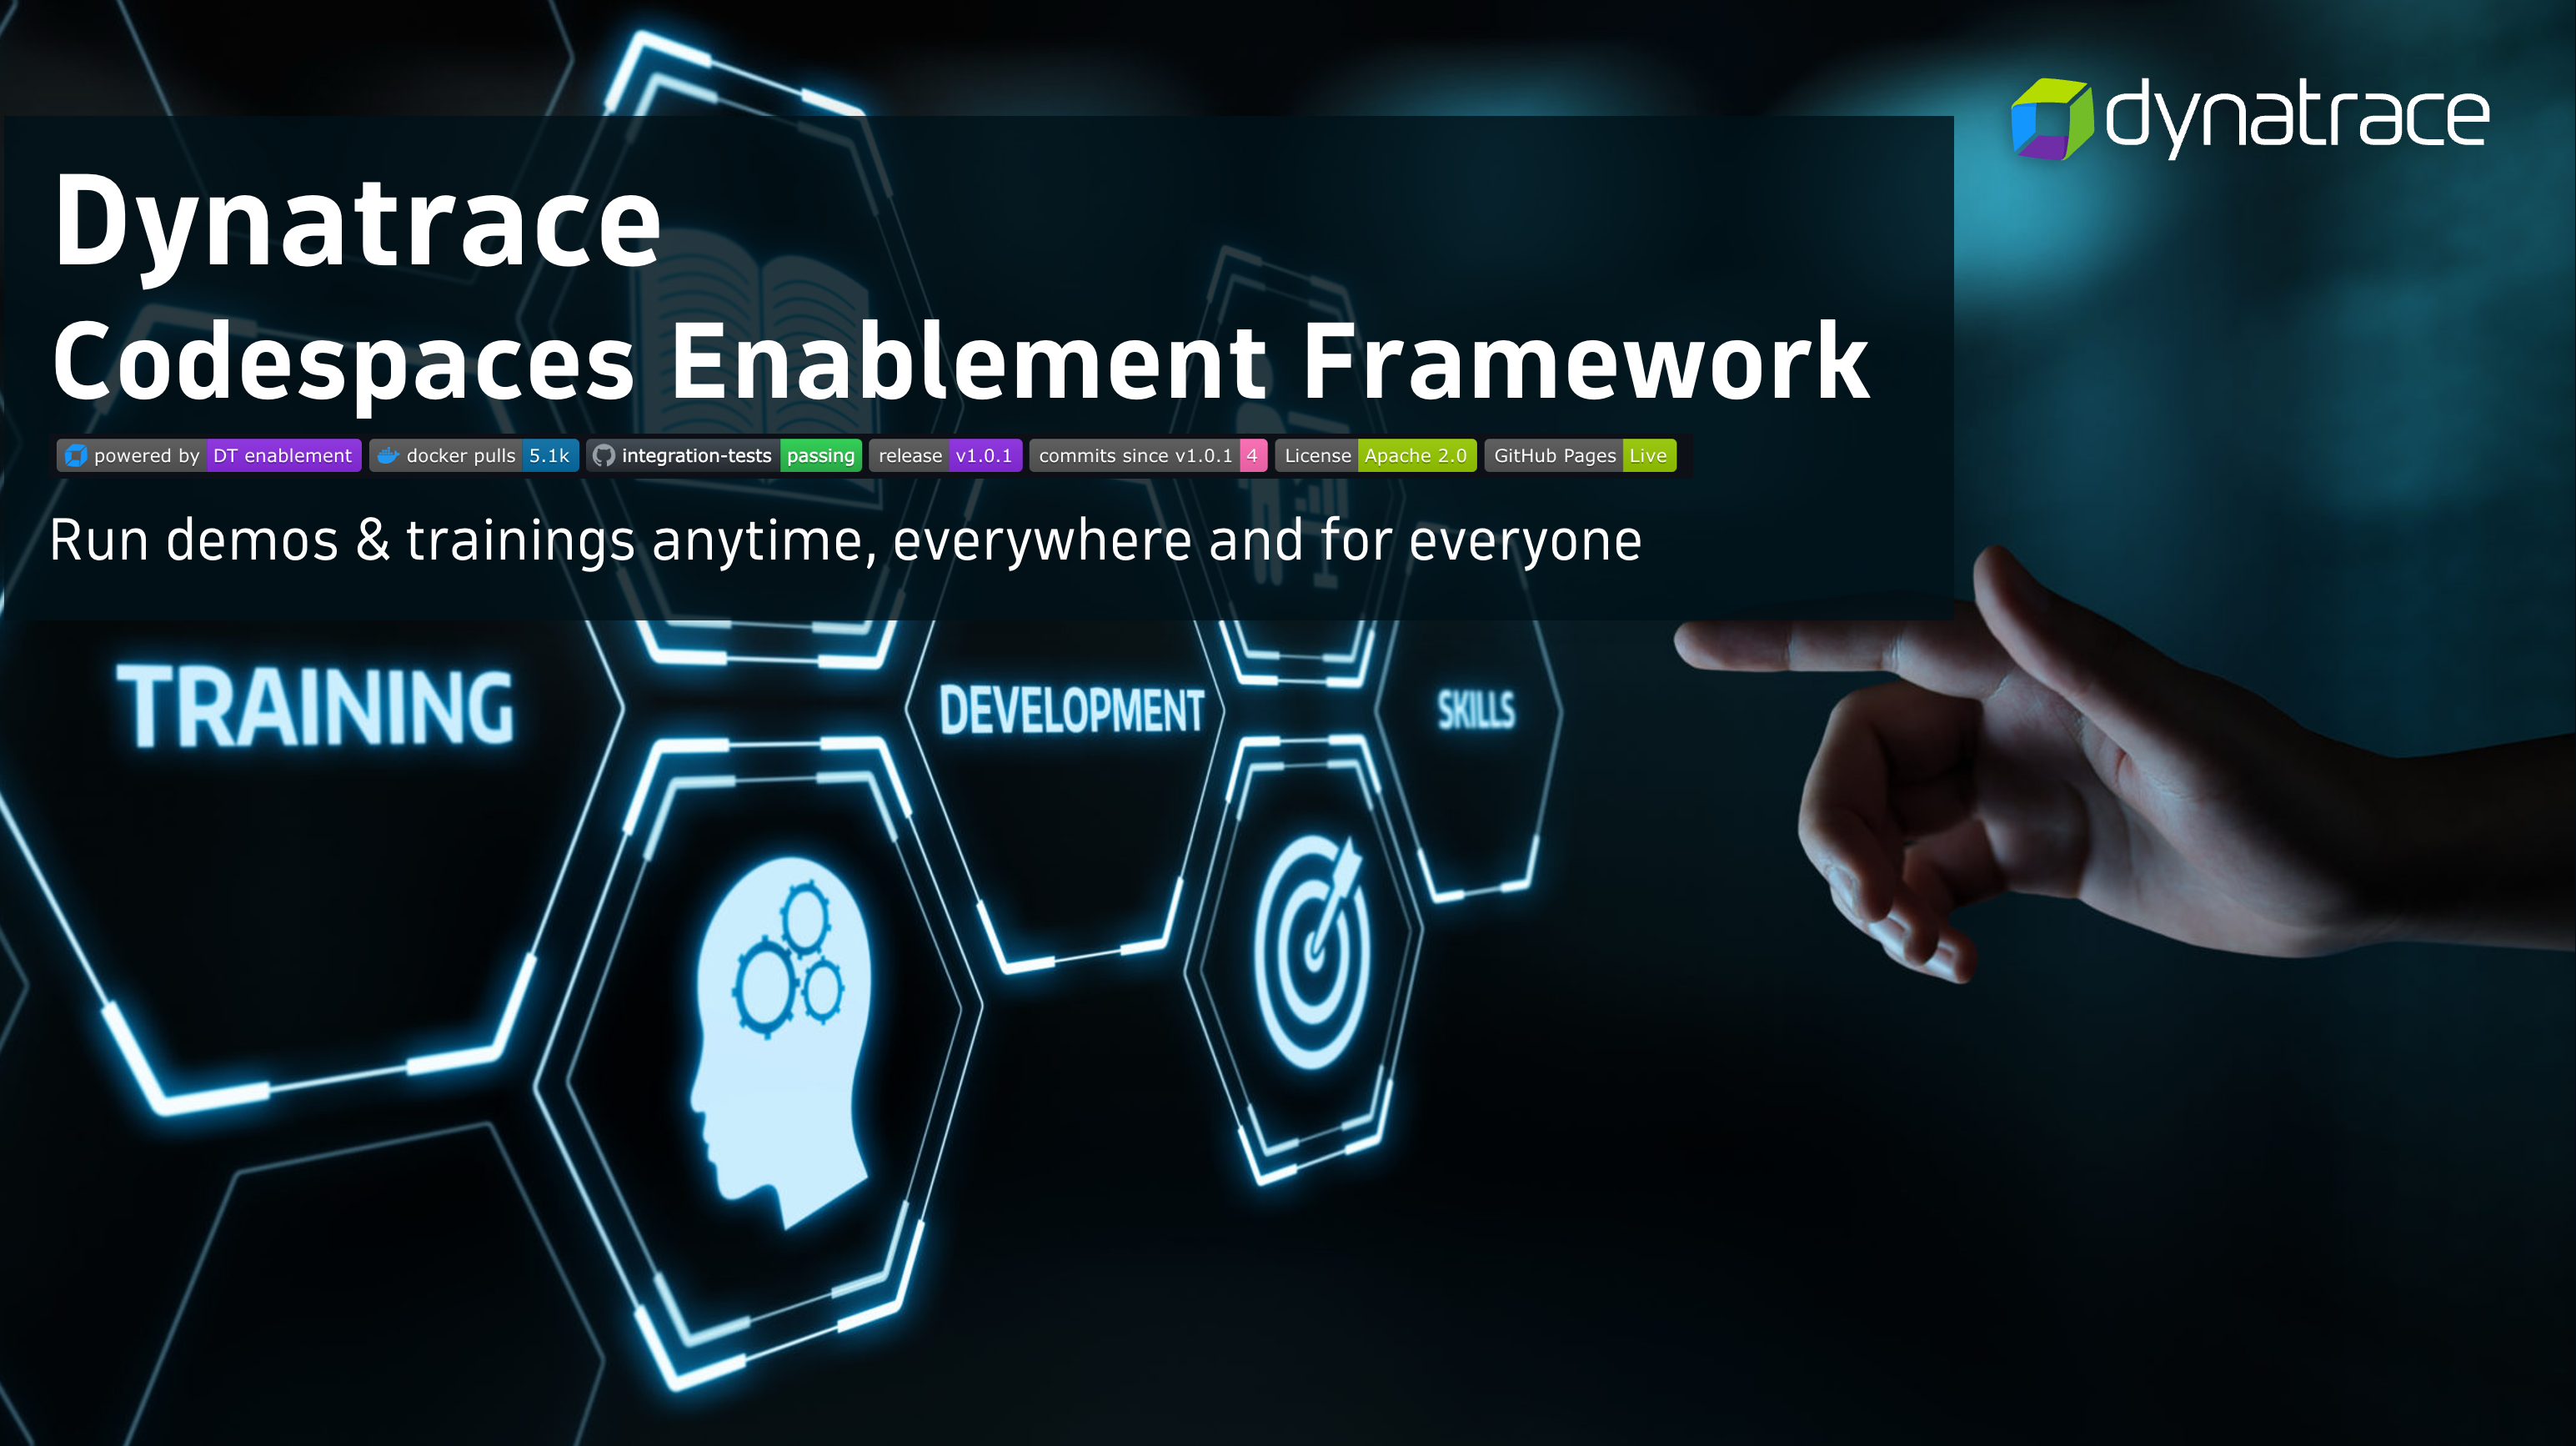 dynatrace
Dynatrace
Codespaces Enablement Framework
powered by DT enablement docker pulls 5.1k integration-tests passing release v1.0.1 commits since v1.0.1 4 License Apache 2.0 GitHub Pages Live
Run demos & trainings anytime, everywhere and for everyone
TRAINING DEVELOPMENT SKILLS